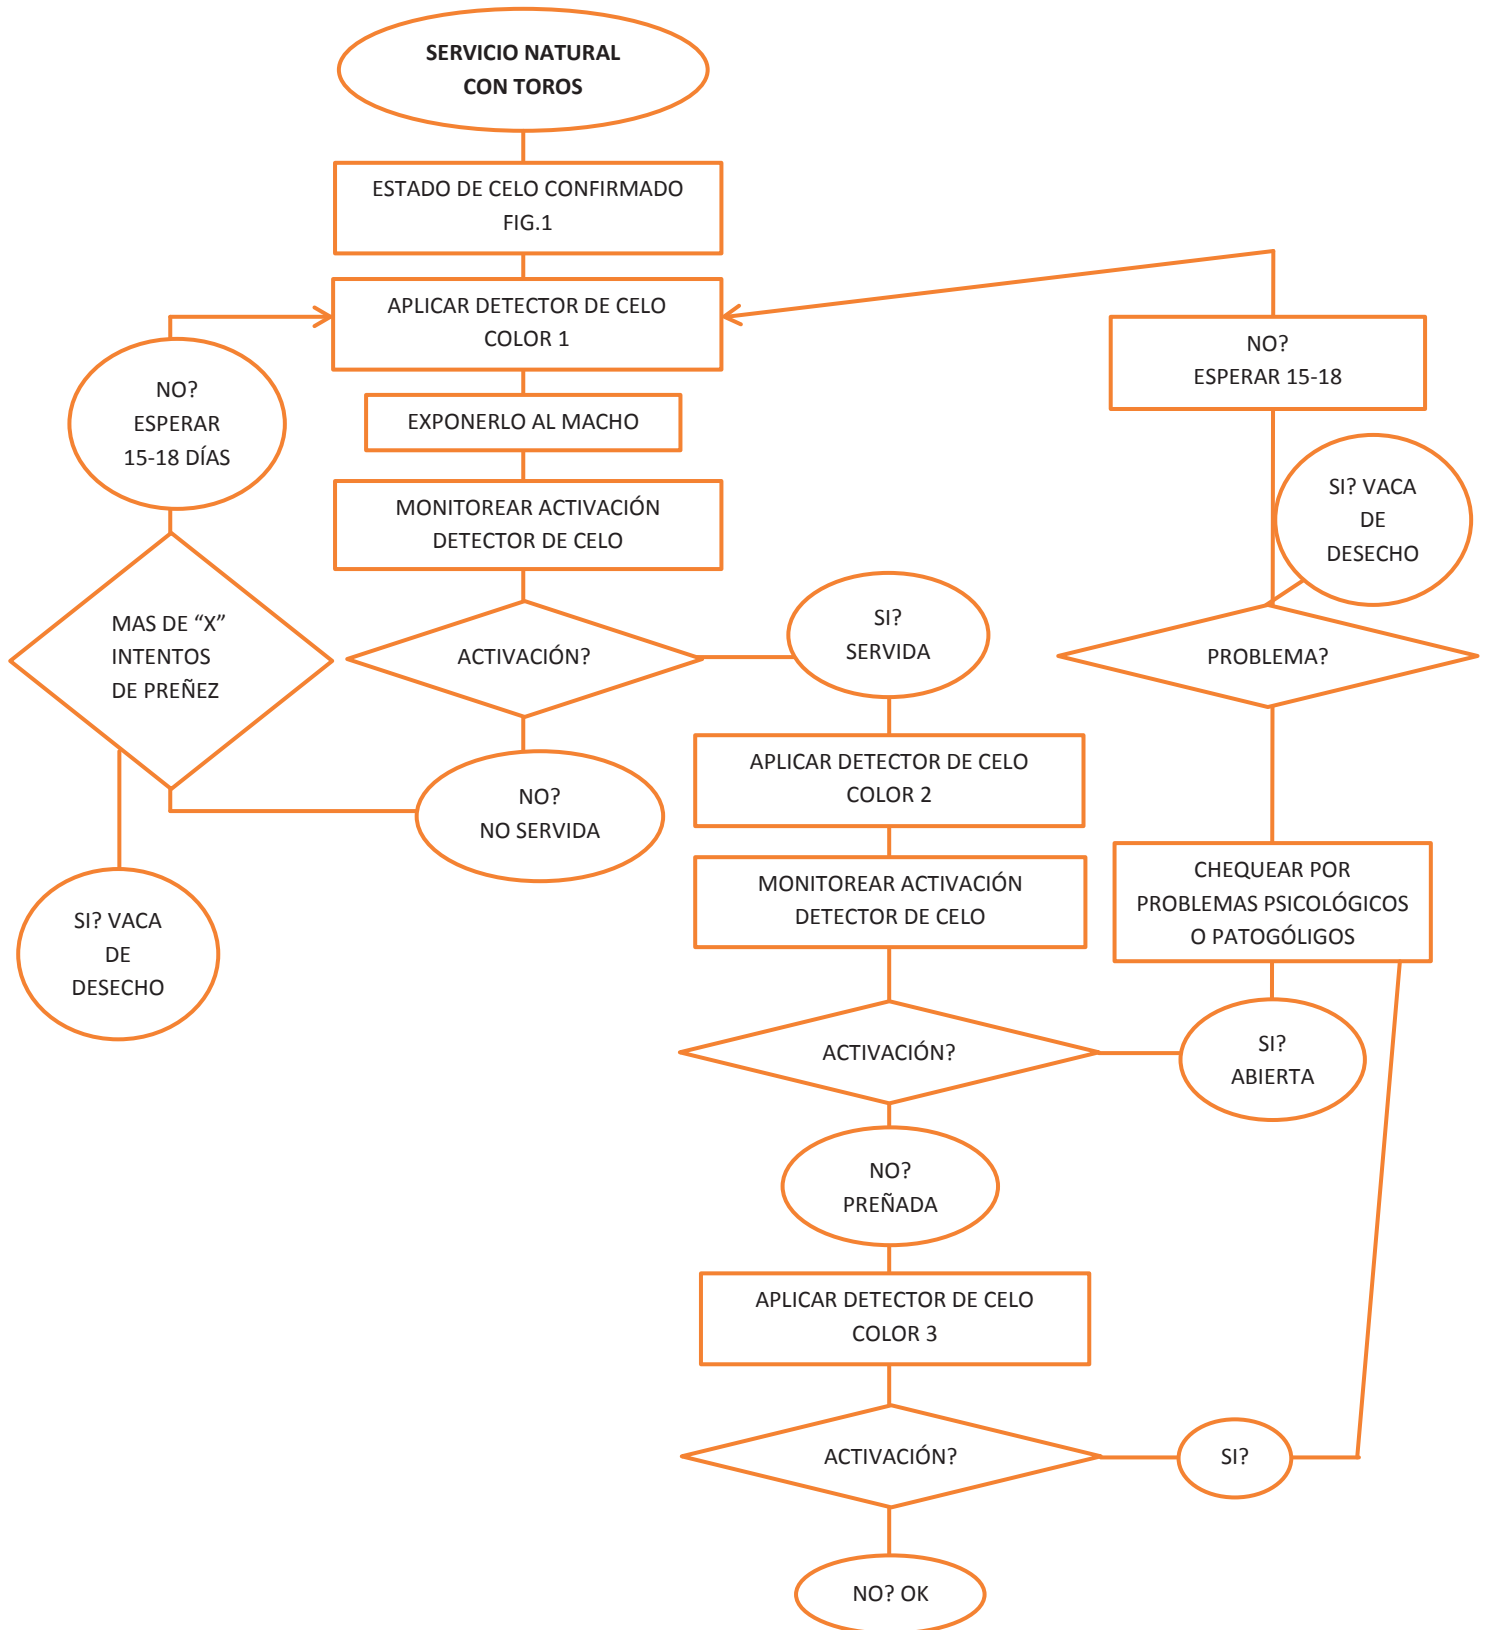 SERVICIO NATURAL
CON TOROS
ESTADO DE CELO CONFIRMADO
FIG.1
APLICAR DETECTOR DE CELO
COLOR 1
NO?
ESPERAR
15-18 DÍAS
EXPONERLO AL MACHO
MONITOREAR ACTIVACIÓN
DETECTOR DE CELO
NO?
ESPERAR 15-18
SI? VACA
DE
DESECHO
MAS DE “X”
INTENTOS
DE PREÑEZ
ACTIVACIÓN?
SI?
SERVIDA
PROBLEMA?
NO?
NO SERVIDA
APLICAR DETECTOR DE CELO
COLOR 2
SI? VACA
DE
DESECHO
MONITOREAR ACTIVACIÓN
DETECTOR DE CELO
CHEQUEAR POR
PROBLEMAS PSICOLÓGICOS
O PATOGÓLIGOS
ACTIVACIÓN?
SI?
ABIERTA
NO?
PREÑADA
APLICAR DETECTOR DE CELO
COLOR 3
ACTIVACIÓN?
SI?
NO? OK